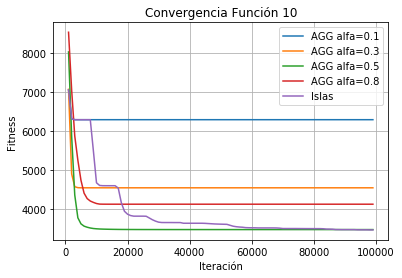 Convergencia Función 10
Fitness
8000
7000
6000
5000
4000
0
20000
40000
60000
80000
100000
Iteración
AGG alfa=0.1
AGG alfa=0.3
AGG alfa=0.5
AGG alfa=0.8
Islas